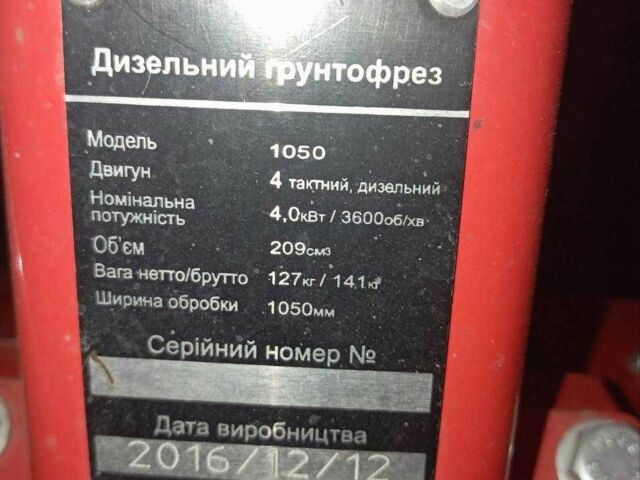 Дизельний ґрунтофрез
Модель 1050
Двигун 4 тактний, дизельний
Номінальна
потужність 4,0кВт / 3600об/хв
Об'єм 209см3
Вага нетто/брутто 127кг / 141кг
Ширина обробки 1050мм
Серійний номер №
Дата виробництва
2016/12/12